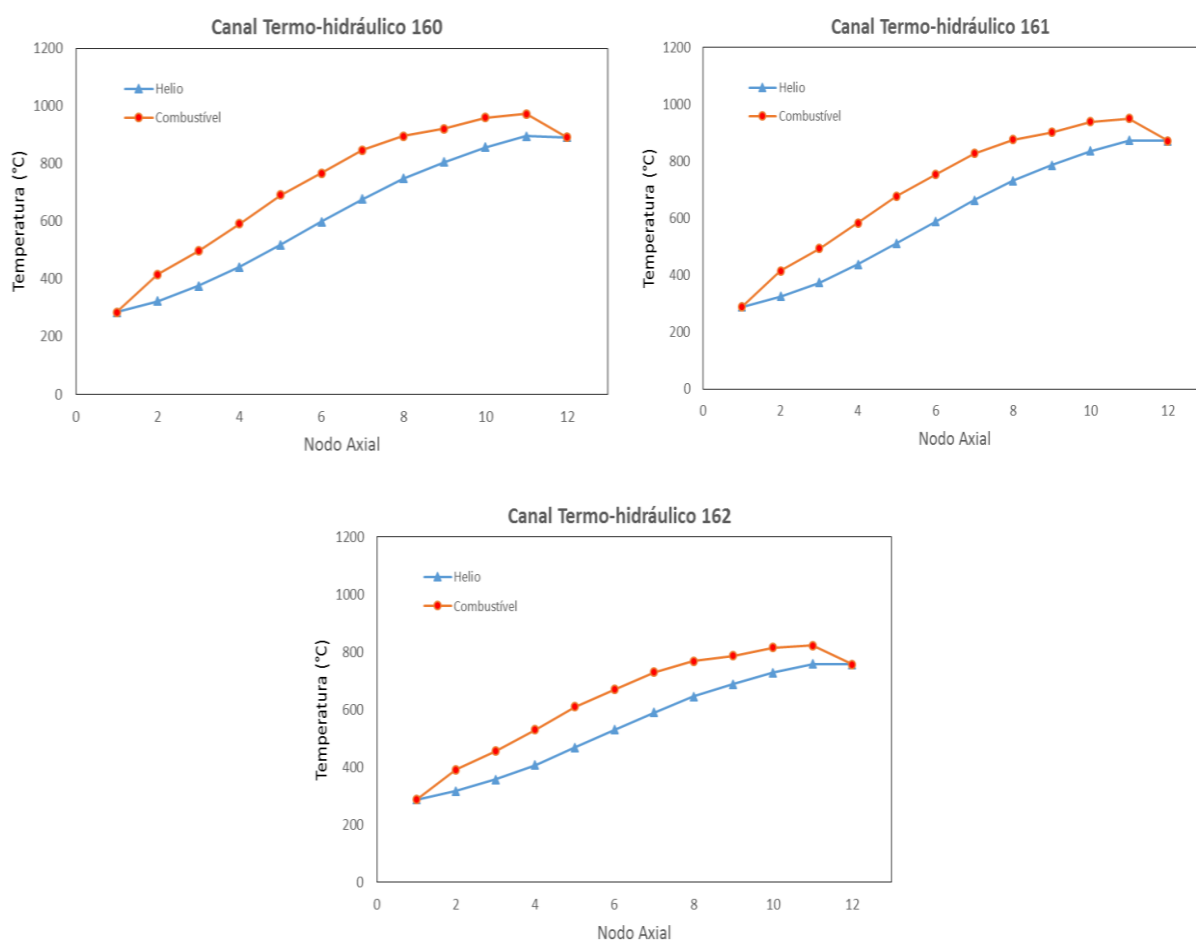 Canal Termo-hidráulico 160
1200
1000
800
600
400
200
0
Temperatura (°C)
Helio
Combustível
0 2 4 6 8 10 12
Nodo Axial
Canal Termo-hidráulico 161
1200
1000
800
600
400
200
0
Temperatura (°C)
Helio
Combustível
0 2 4 6 8 10 12
Nodo Axial
Canal Termo-hidráulico 162
1200
1000
800
600
400
200
0
Temperatura (°C)
Helio
Combustível
0 2 4 6 8 10 12
Nodo Axial